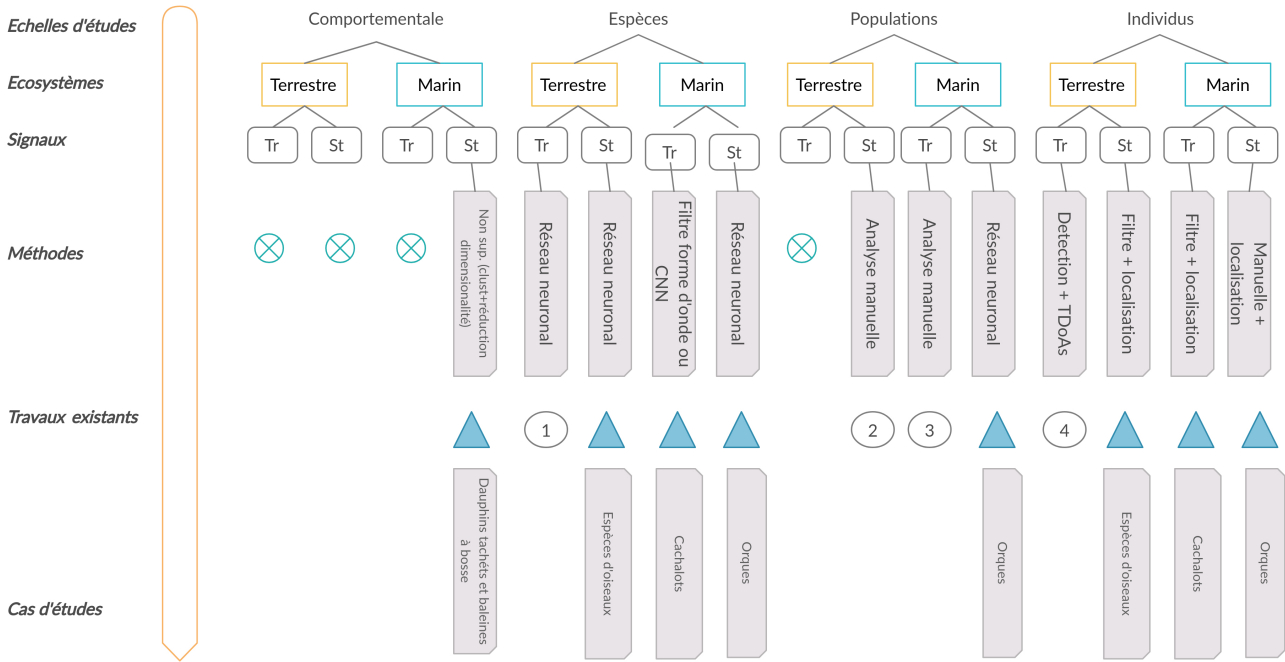 Echelles d'études
Comportementale
Espèces
Populations
Individus
Ecosystèmes
Terrestre
Marin
Terrestre
Marin
Terrestre
Marin
Terrestre
Marin
Signaux
Tr
St
Tr
St
Tr
St
Tr
St
Tr
St
Tr
St
Tr
St
Tr
St
Méthodes
Non sup. (clust+réduction
dimensionalité)
Réseau neuronal
Réseau neuronal
Filtre forme d'onde ou
CNN
Réseau neuronal
Analyse manuelle
Analyse manuelle
Réseau neuronal
Detection + TDoAs
Filtre + localisation
Filtre + localisation
Manuelle +
localisation
Travaux existants
1
2
3
4
Cas d'études
Dauphins tachéts et baleines
à bosse
Espèces d'oiseaux
Cachalots
Orques
Orques
Espèces d'oiseaux
Cachalots
Orques